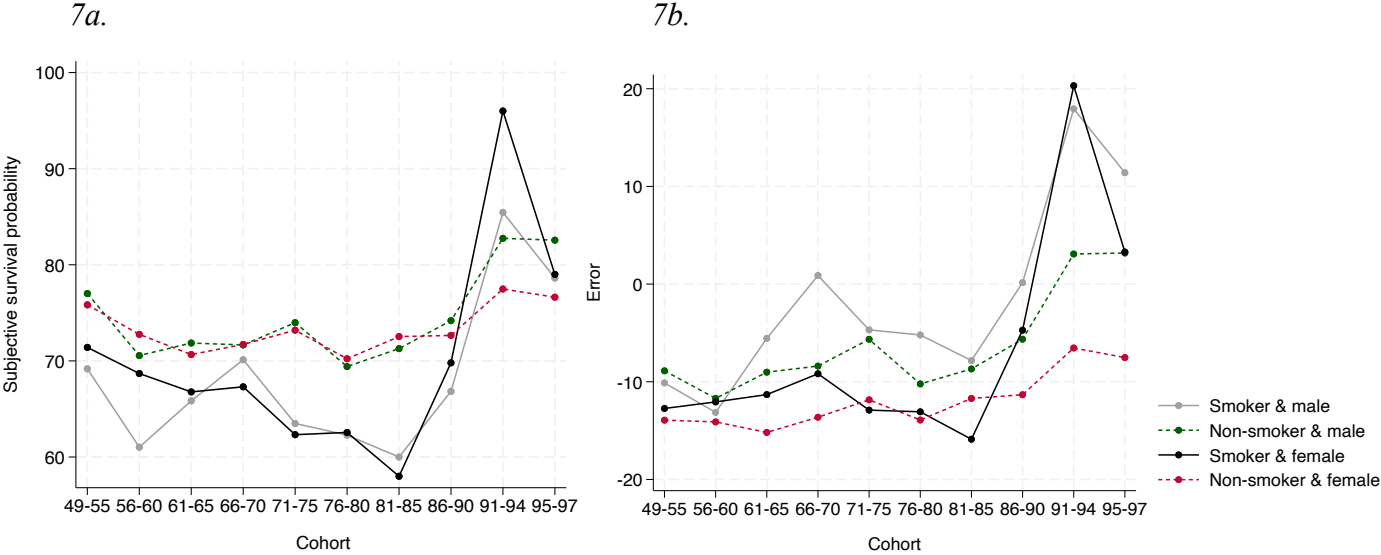 7a.
7b.
Subjective survival probability
100
90
80
70
60
49-55 56-60 61-65 66-70 71-75 76-80 81-85 86-90 91-94 95-97
Cohort
Error
20
10
0
-10
-20
49-55 56-60 61-65 66-70 71-75 76-80 81-85 86-90 91-94 95-97
Cohort
Smoker & male
Non-smoker & male
Smoker & female
Non-smoker & female